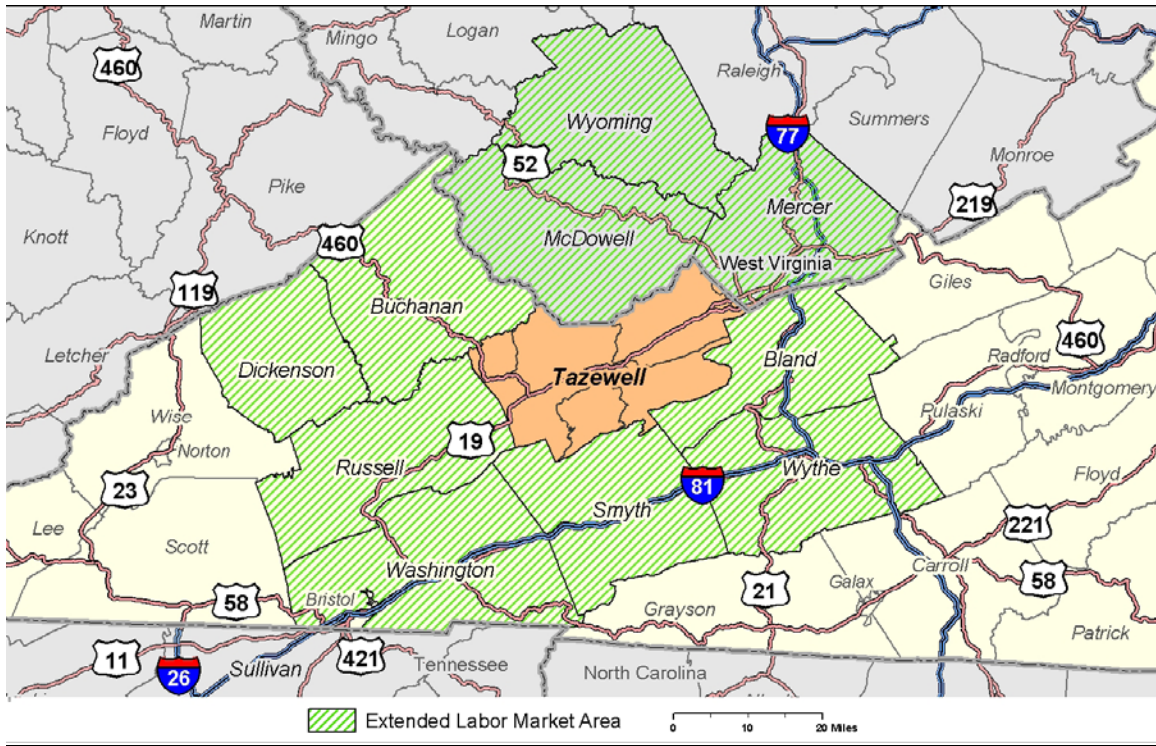 Martin
Mingo
Logan
Raleigh
460
Floyd
Wyoming
77
Summers
52
Monroe
Pike
Mercer
219
Knott
460
McDowell
West Virginia
119
Buchanan
Giles
460
Letcher
Dickenson
Tazewell
Bland
Radford
Montgomery
Wise
Pulaski
Norton
19
Russell
Wythe
23
81
Floyd
Smyth
Lee
221
Scott
Washington
Carroll
58
Bristol
21
Galax
58
Grayson
Patrick
11
26
Sullivan
421
Tennessee
North Carolina
Extended Labor Market Area
0 10 20 Miles